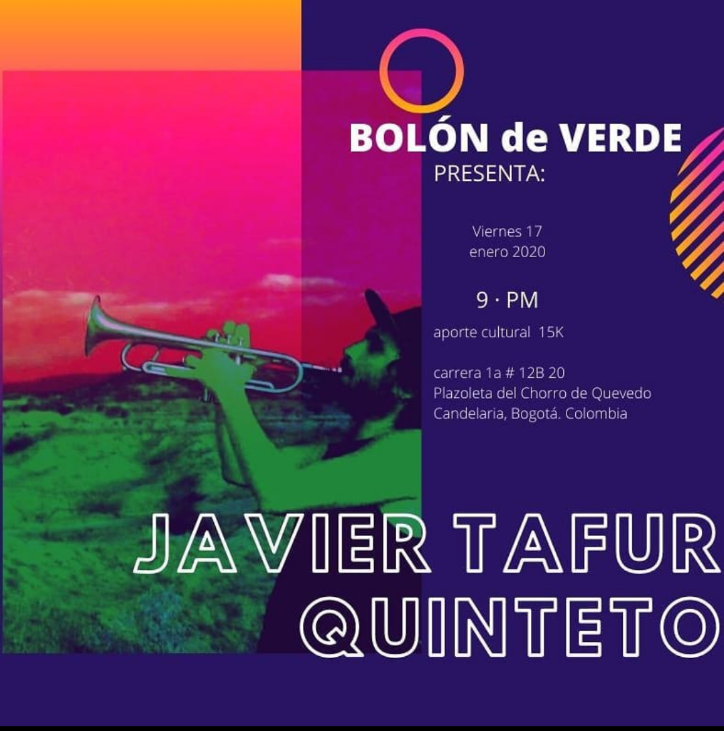 BOLÓN de VERDE
PRESENTA:
Viernes 17
enero 2020
9 · PM
aporte cultural 15K
carrera 1a # 12B 20
Plazoleta del Chorro de Quevedo
Candelaria, Bogotá. Colombia
JAVIER TAFUR
QUINTETO